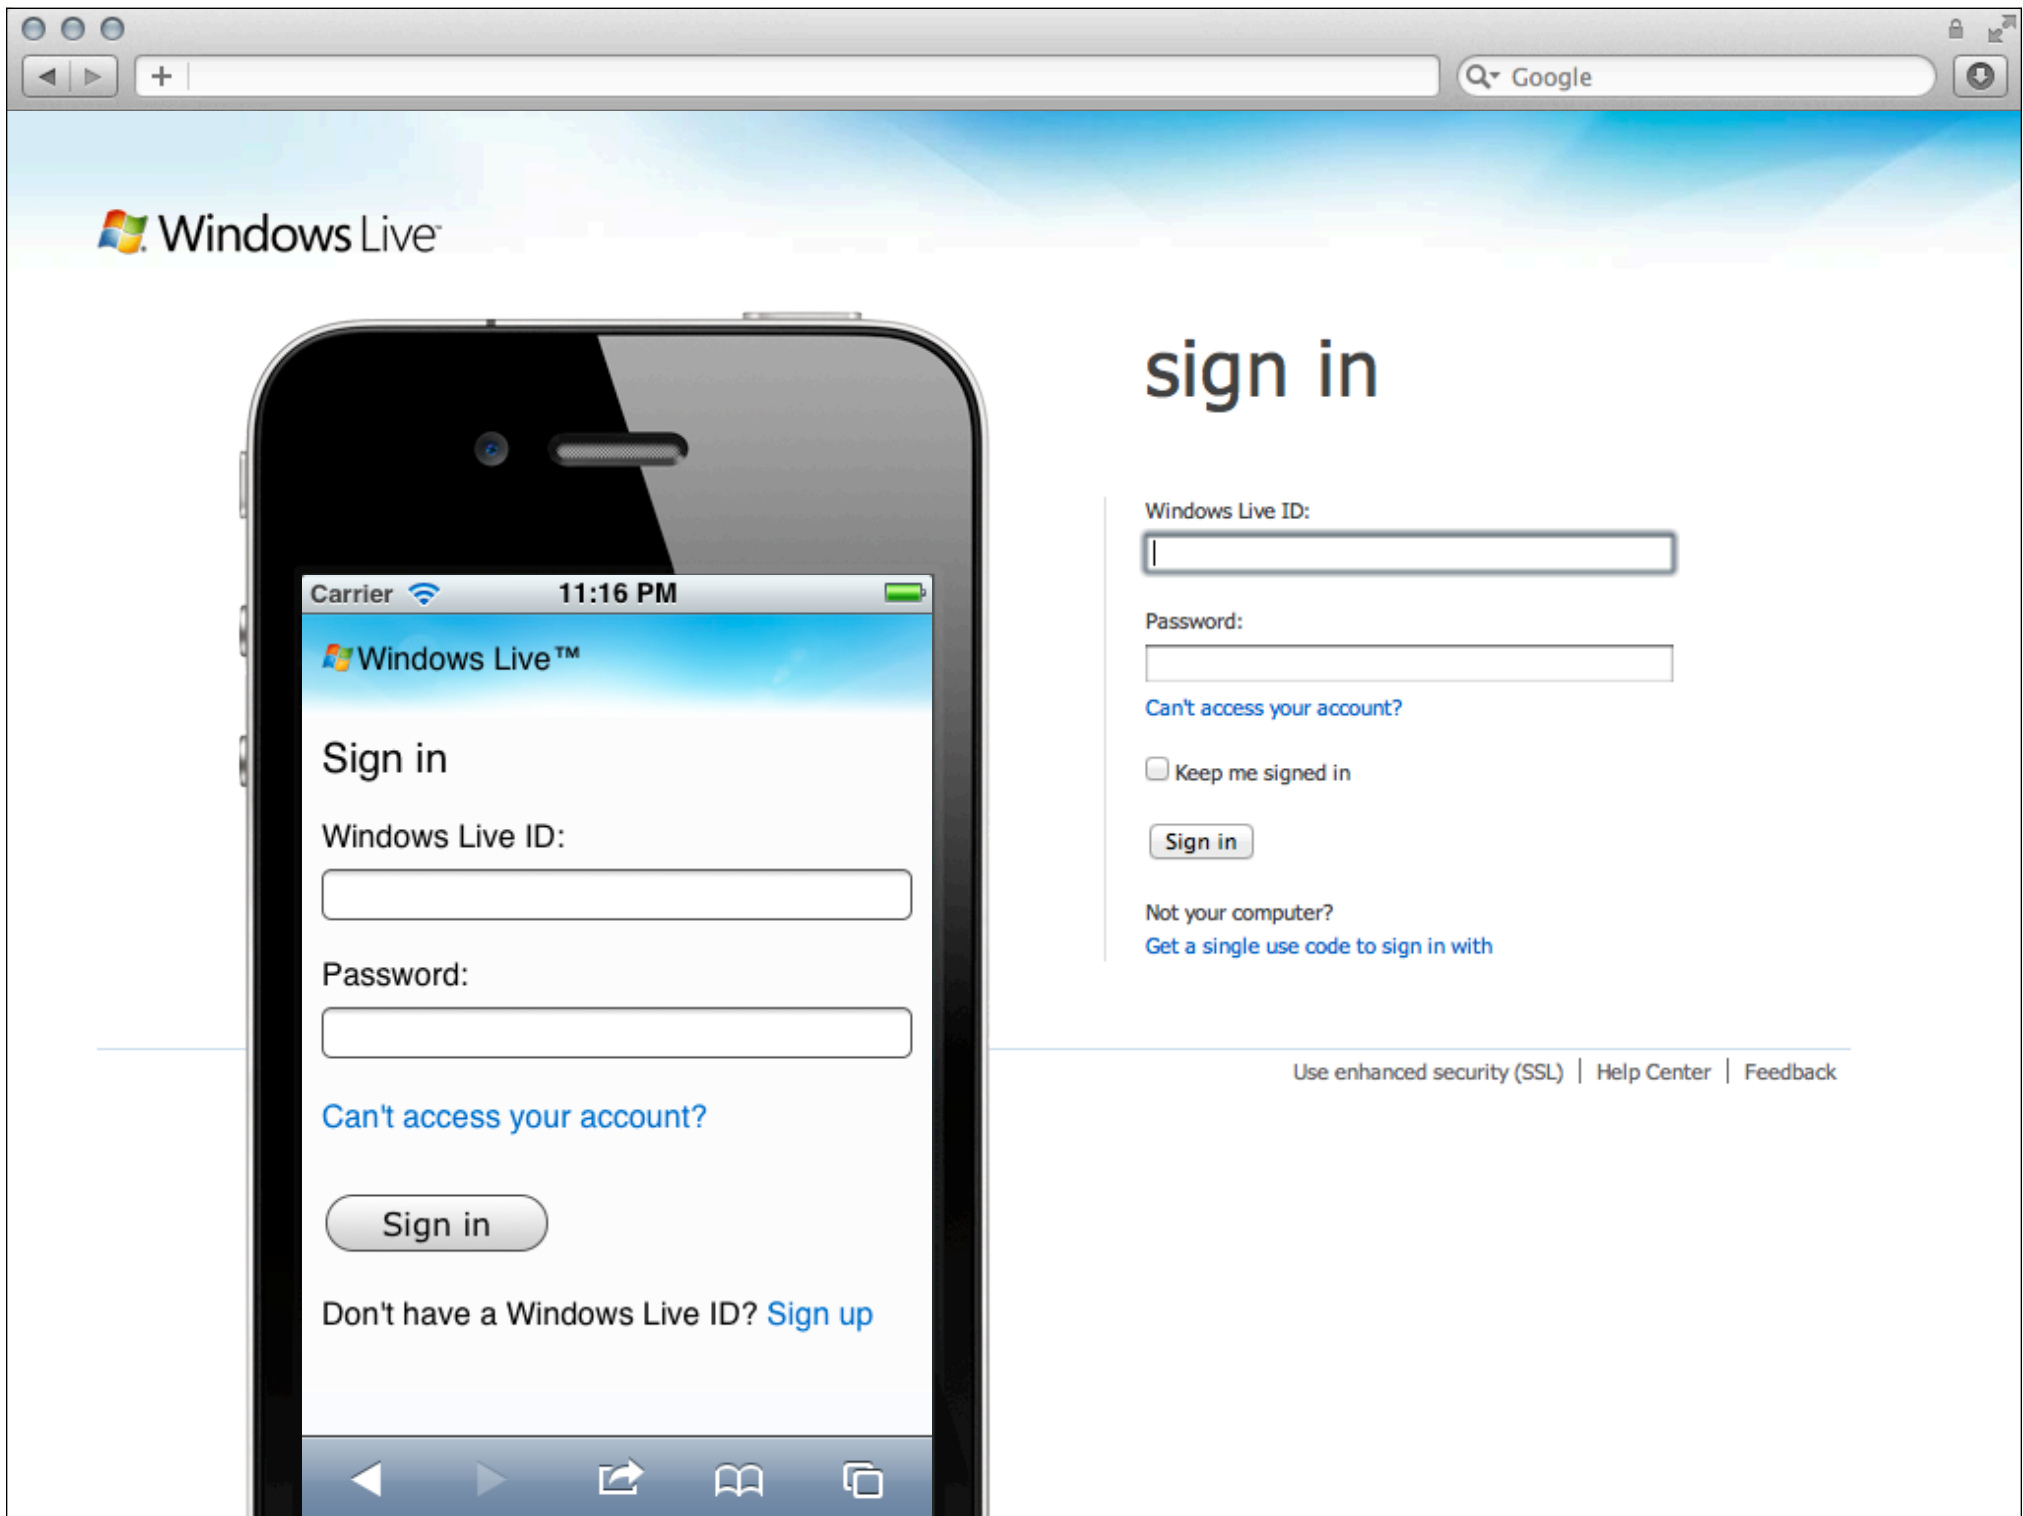 Google
Windows Live™
sign in
Windows Live ID:
Password:
Can't access your account?
Keep me signed in
Sign in
Not your computer?
Get a single use code to sign in with
Use enhanced security (SSL) | Help Center | Feedback
Carrier 11:16 PM
Windows Live™
Sign in
Windows Live ID:
Password:
Can't access your account?
Sign in
Don't have a Windows Live ID? Sign up